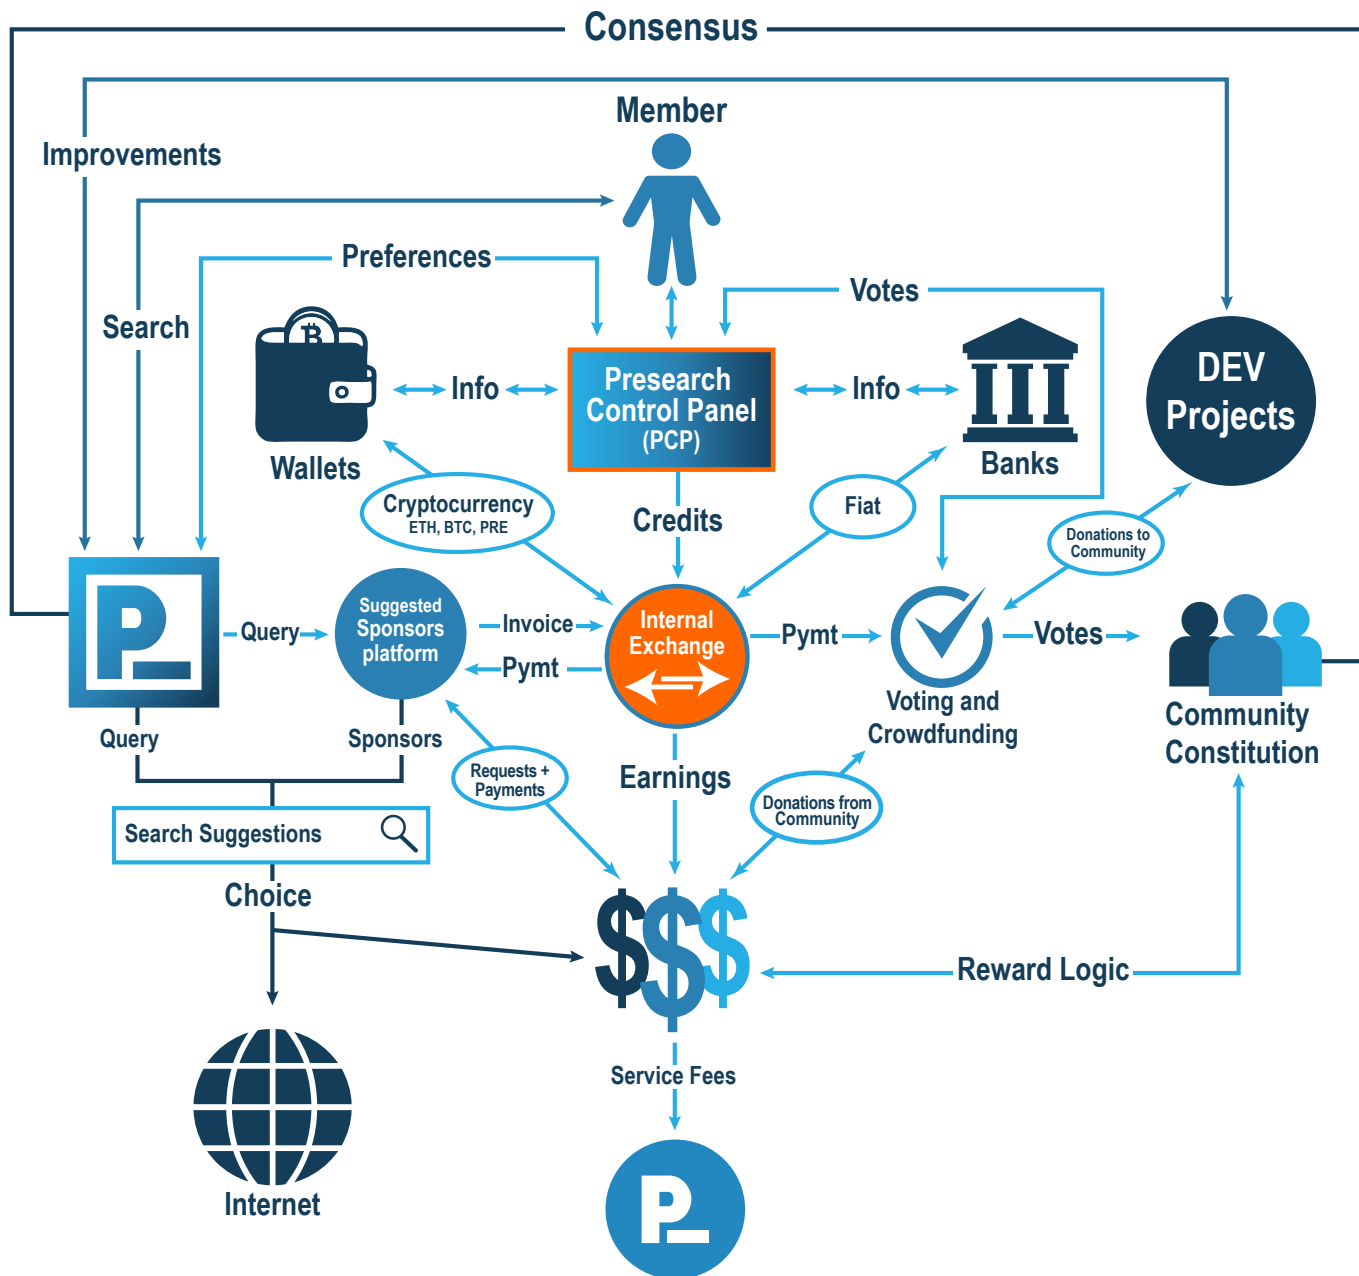 Consensus
Member
Improvements
Preferences
Votes
Search
B
Presearch
Control Panel
(PCP)
DEV
Projects
Info
Info
Wallets
Banks
Cryptocurrency
ETH, BTC, PRE
Credits
Fiat
Donations to
Community
P
Suggested
Sponsors
platform
Query
Invoice
Pymt
Internal
Exchange
Pymt
Votes
Voting and
Crowdfunding
Community
Constitution
Query
Sponsors
Requests +
Payments
Earnings
Donations from
Community
Search Suggestions
Choice
$ $ $
Reward Logic
Service Fees
Internet
P